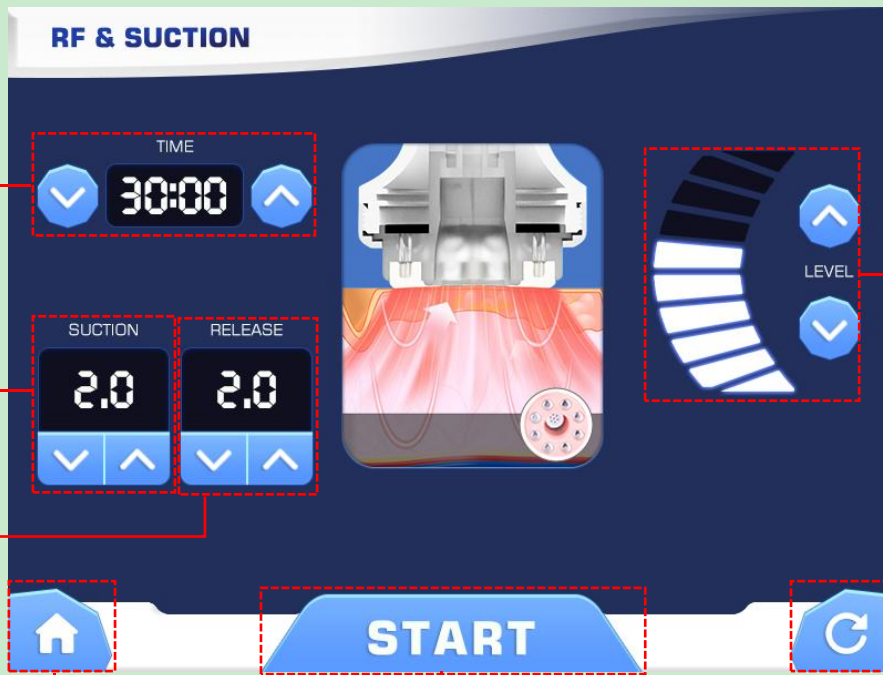 RF & SUCTION
TIME
30:00
LEVEL
SUCTION
RELEASE
2.0
2.0
START